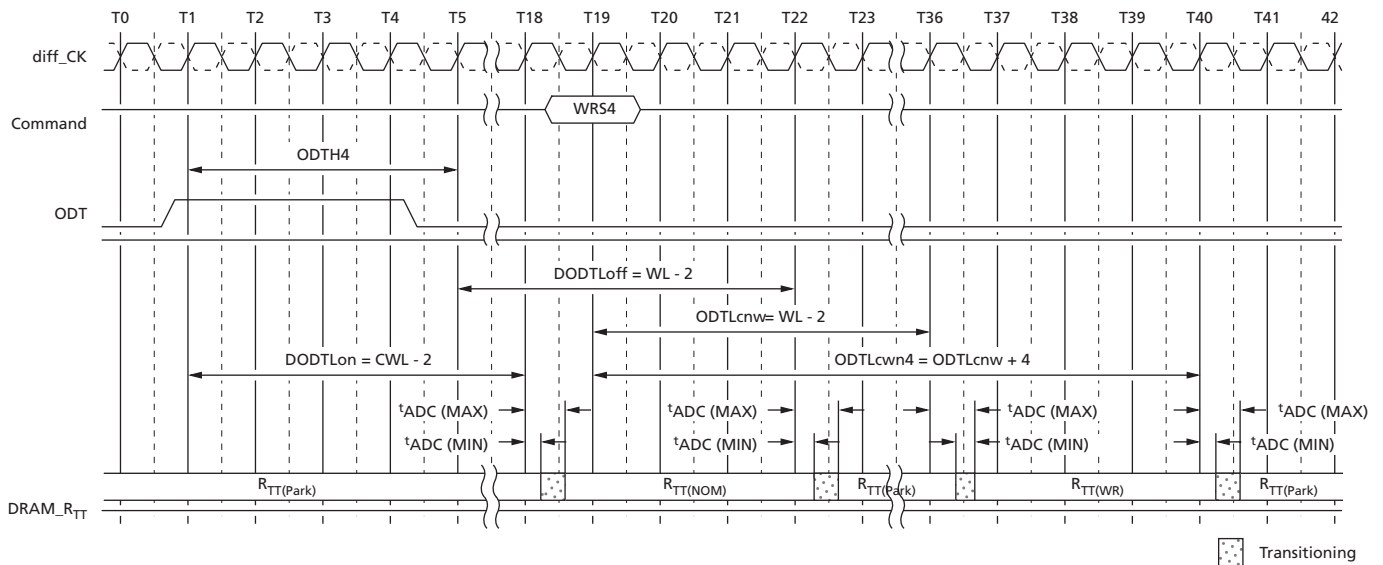 T0 T1 T2 T3 T4 T5 T18 T19 T20 T21 T22 T23 T36 T37 T38 T39 T40 T41 42
diff_CK
Command
WRS4
ODTH4
ODT
DODTLoff = WL - 2
ODTLcnw= WL - 2
DODTLon = CWL - 2
ODTLcwn4 = ODTLcnw + 4
tADC (MAX) tADC (MAX) tADC (MAX) tADC (MAX)
tADC (MIN) tADC (MIN) tADC (MIN) tADC (MIN)
RTT(Park) RTT(NOM) RTT(Park) RTT(WR) RTT(Park)
DRAM_RTT
Transitioning